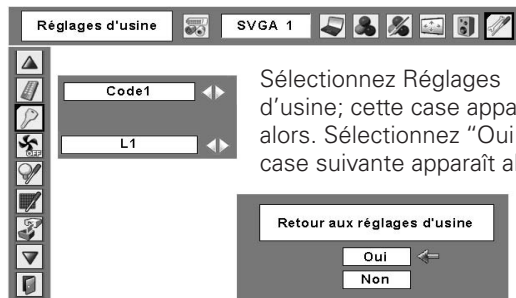 Réglages d'usine
SVGA 1
Code1
L1
OFF
Sélectionnez Réglages
d'usine; cette case
alors. Sélectionnez "Oui
case suivante apparaît
Retour aux réglages d'usine
Oui
Non